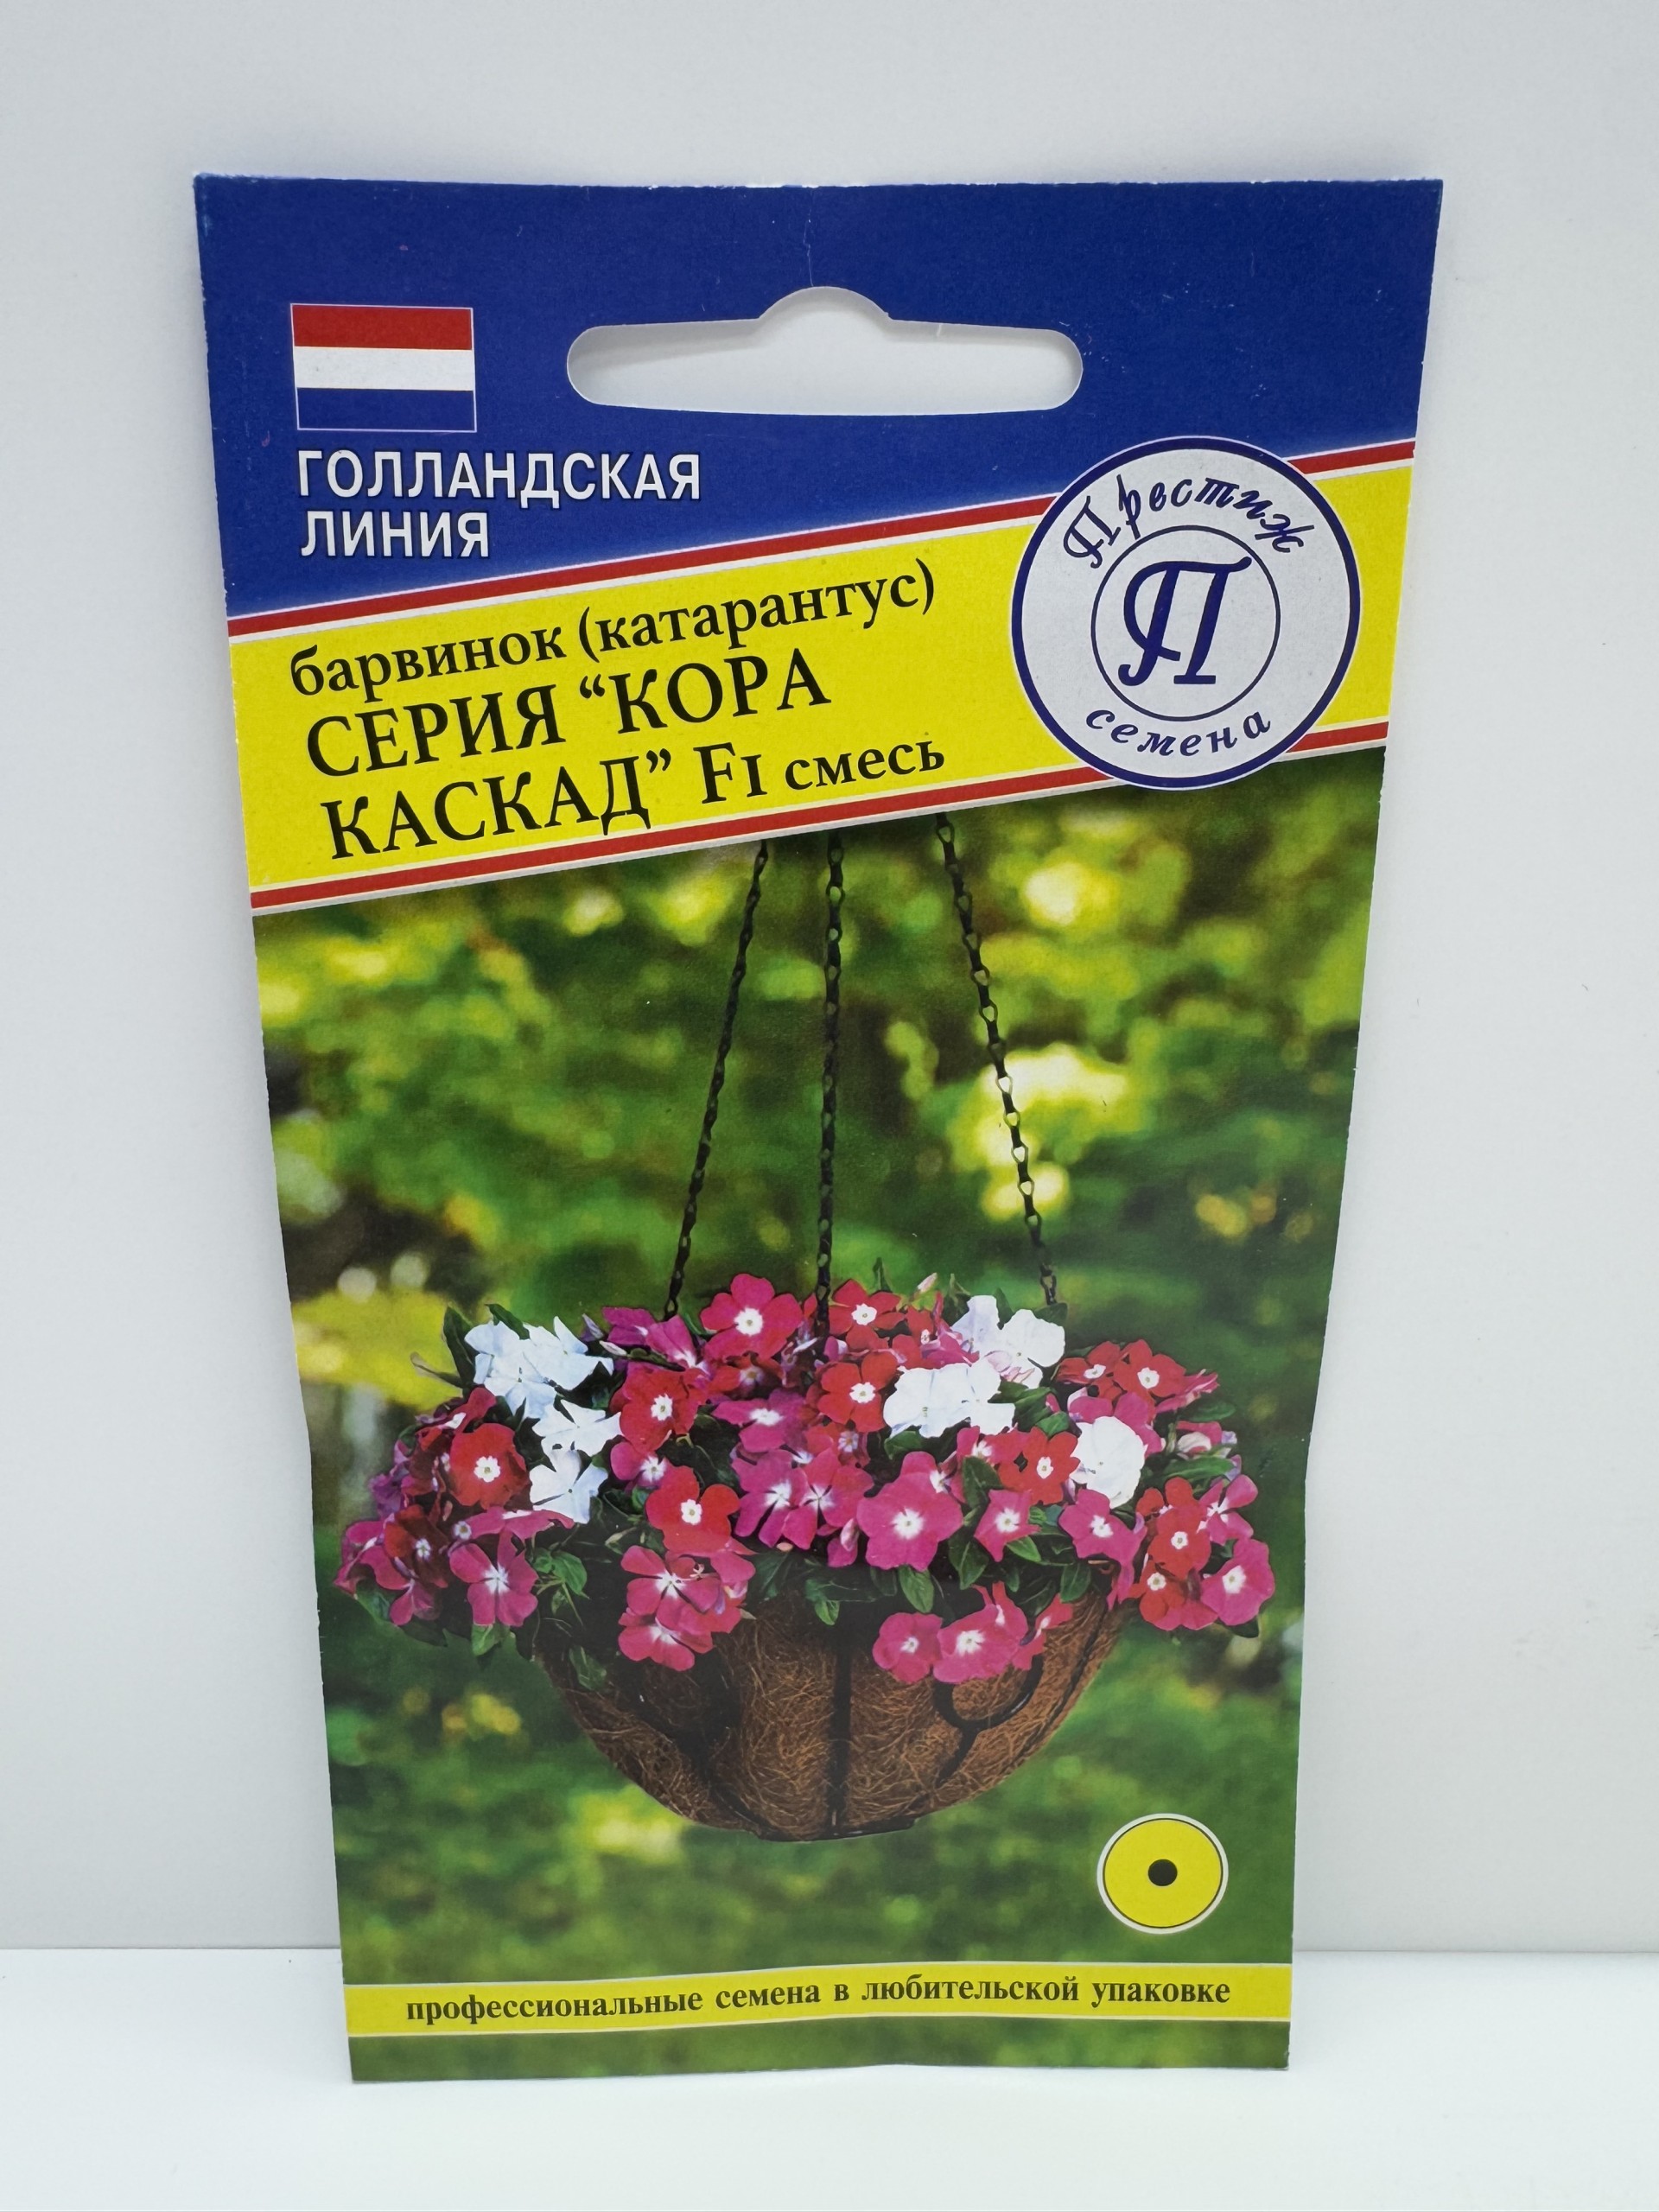 ГОЛЛАНДСКАЯ
ЛИНИЯ
Престиж
П
семена
барвинок (катарантус)
СЕРИЯ “КОРА
КАСКАД” F1 смесь
профессиональные семена в любительской упаковке